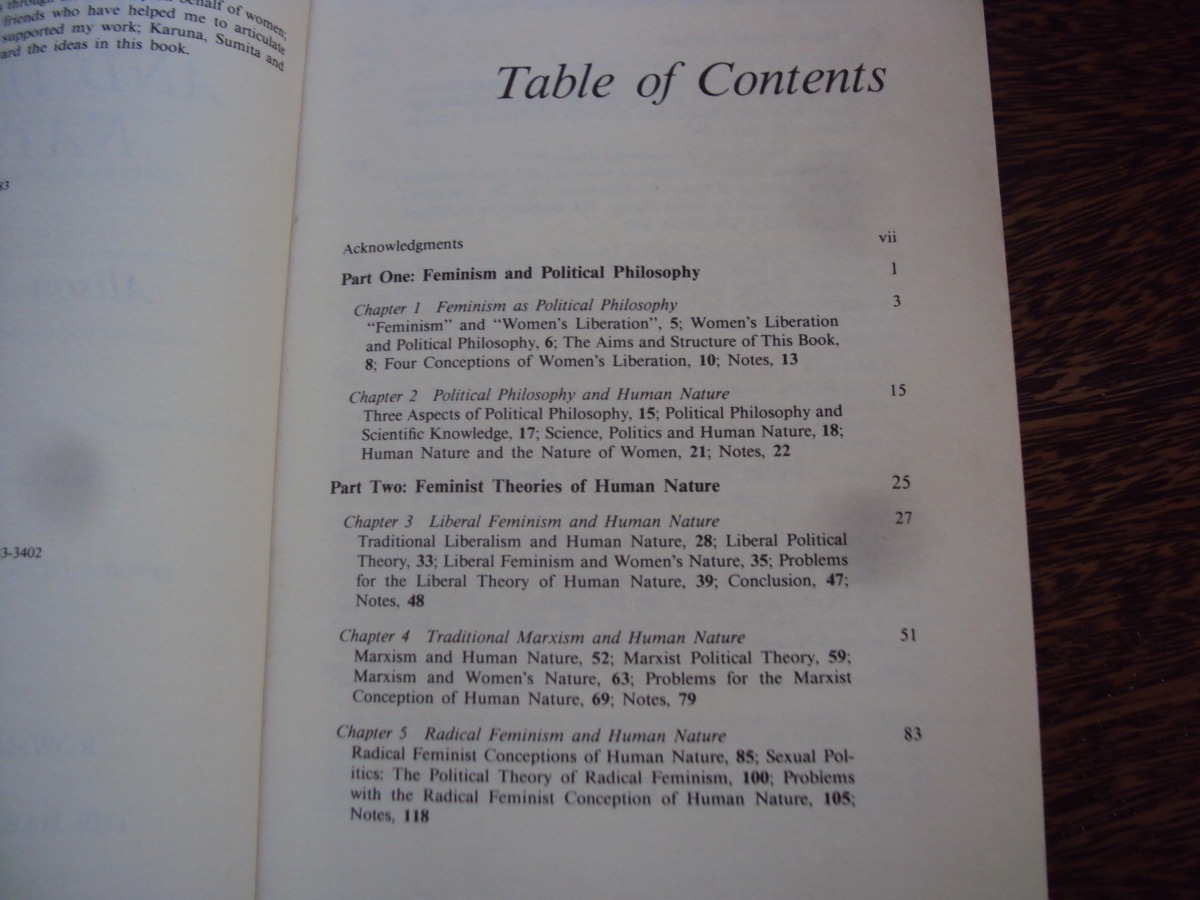 through
behalf of women;
friends who have helped me to articulate
supported my work; Karuna, Sumita and
the ideas in this book.
83
3-3402
Table of Contents
Acknowledgments vii
Part One: Feminism and Political Philosophy 1
Chapter 1 Feminism as Political Philosophy 3
“Feminism” and “Women’s Liberation”, 5; Women’s Liberation
and Political Philosophy, 6; The Aims and Structure of This Book,
8; Four Conceptions of Women’s Liberation, 10; Notes, 13
Chapter 2 Political Philosophy and Human Nature 15
Three Aspects of Political Philosophy, 15; Political Philosophy and
Scientific Knowledge, 17; Science, Politics and Human Nature, 18;
Human Nature and the Nature of Women, 21; Notes, 22
Part Two: Feminist Theories of Human Nature 25
Chapter 3 Liberal Feminism and Human Nature 27
Traditional Liberalism and Human Nature, 28; Liberal Political
Theory, 33; Liberal Feminism and Women’s Nature, 35; Problems
for the Liberal Theory of Human Nature, 39; Conclusion, 47;
Notes, 48
Chapter 4 Traditional Marxism and Human Nature 51
Marxism and Human Nature, 52; Marxist Political Theory, 59;
Marxism and Women’s Nature, 63; Problems for the Marxist
Conception of Human Nature, 69; Notes, 79
Chapter 5 Radical Feminism and Human Nature 83
Radical Feminist Conceptions of Human Nature, 85; Sexual Pol-
itics: The Political Theory of Radical Feminism, 100; Problems
with the Radical Feminist Conception of Human Nature, 105;
Notes, 118